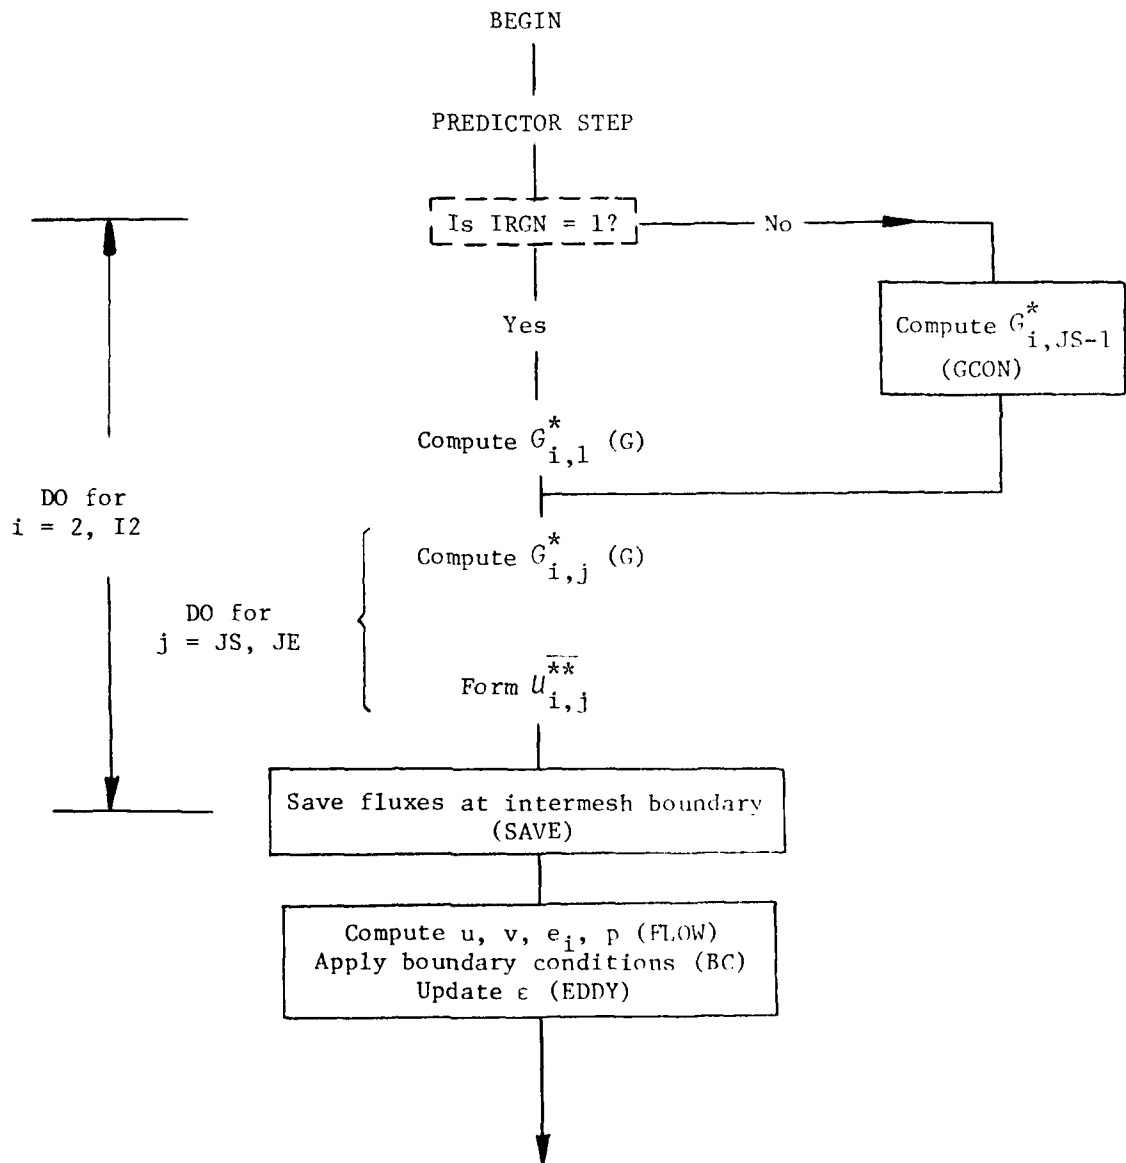 BEGIN
PREDICTOR STEP
Is IRGN = 1?
No
Yes
Compute G*i,JS-1
(GCON)
Compute G*i,1 (G)
DO for
i = 2, I2
Compute G*i,j (G)
DO for
j = JS, JE
Form U**i,j
Save fluxes at intermesh boundary
(SAVE)
Compute u, v, ei, p (FLOW)
Apply boundary conditions (BC)
Update ε (EDDY)